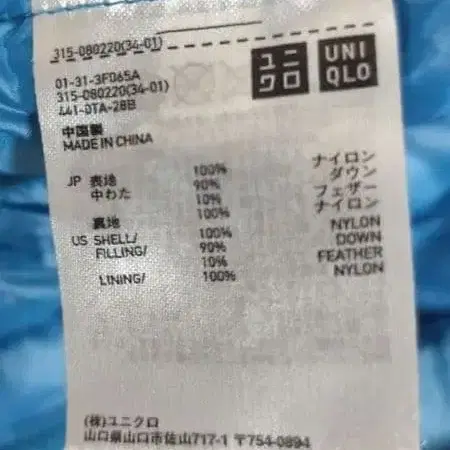 315-080220(34-01)
ユニクロ
UNIQLO
01-31-3F065A
315-080220(34-01)
441-0TA-28B
中国製
MADE IN CHINA
JP 表地 100% ナイロン
中わた 90% ダウン
10% フェザー
裏地 100% ナイロン
US SHELL/ 100% NYLON
FILLING/ 90% DOWN
10% FEATHER
LINING/ 100% NYLON
(株)ユニクロ
山口県山口市佐山717-1 〒754-0894